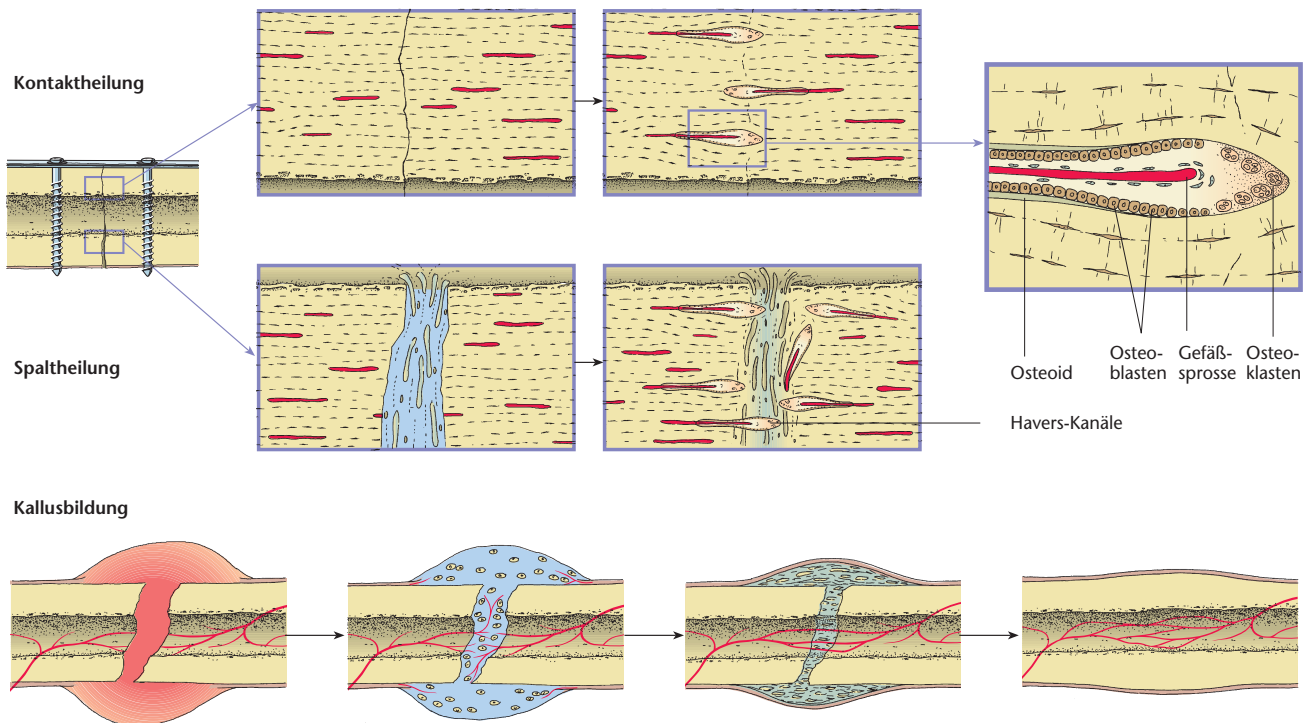 Kontaktheilung
Osteoid
Osteo-
blasten
Gefäß-
sprosse
Osteo-
klasten
Spaltheilung
Havers-Kanäle
Kallusbildung